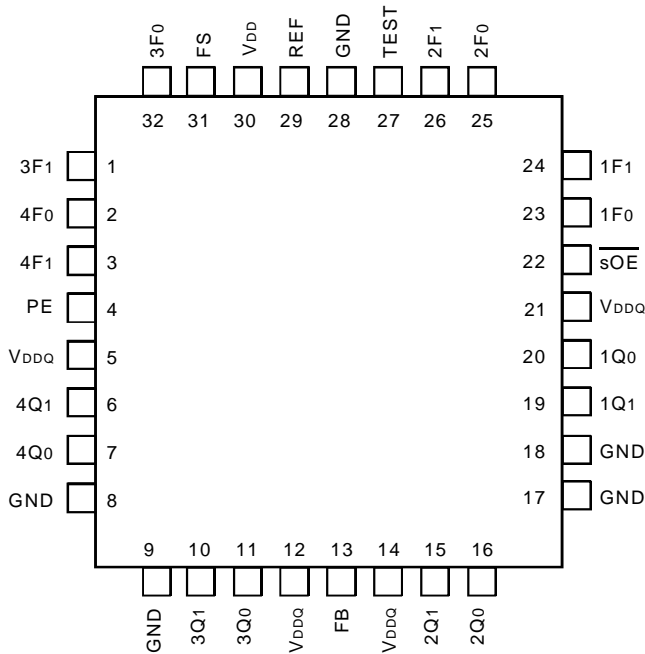 3F0 FS VDD REF GND TEST 2F1 2F0
32 31 30 29 28 27 26 25
3F1 1 24 1F1
4F0 2 23 1F0
4F1 3 22 s̅O̅E̅
PE 4 21 VDDQ
VDDQ 5 20 1Q0
4Q1 6 19 1Q1
4Q0 7 18 GND
GND 8 17 GND
9 10 11 12 13 14 15 16
GND 3Q1 3Q0 VDDQ FB VDDQ 2Q1 2Q0